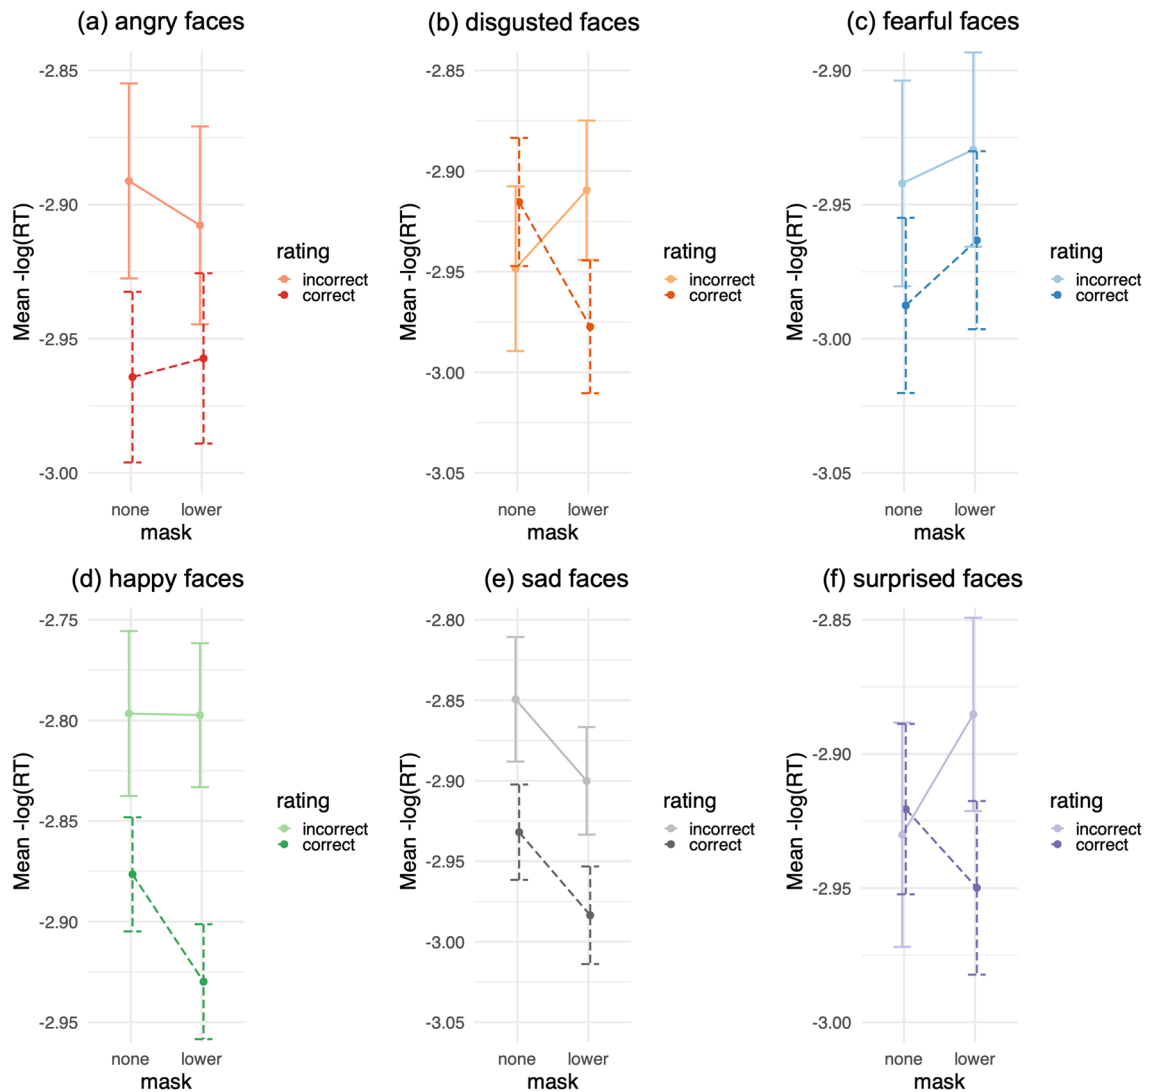 (a) angry faces
Mean -log(RT)
-2.85
-2.90
-2.95
-3.00
none lower
mask
rating
incorrect
correct
(b) disgusted faces
Mean -log(RT)
-2.85
-2.90
-2.95
-3.00
-3.05
none lower
mask
rating
incorrect
correct
(c) fearful faces
Mean -log(RT)
-2.90
-2.95
-3.00
-3.05
none lower
mask
rating
incorrect
correct
(d) happy faces
Mean -log(RT)
-2.75
-2.80
-2.85
-2.90
-2.95
none lower
mask
rating
incorrect
correct
(e) sad faces
Mean -log(RT)
-2.80
-2.85
-2.90
-2.95
-3.00
-3.05
none lower
mask
rating
incorrect
correct
(f) surprised faces
Mean -log(RT)
-2.85
-2.90
-2.95
-3.00
none lower
mask
rating
incorrect
correct